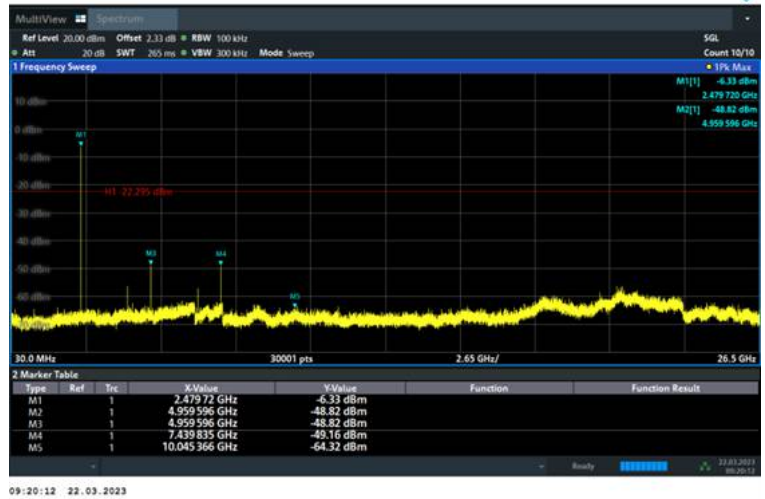 MultiView Spectrum
Ref Level 20.00 dBm Offset 2.33 dB RBW 100 kHz SGL
Att 20 dB SWT 265 ms VBW 300 kHz Mode Sweep Count 10/10
1 Frequency Sweep 1Pk Max
M1[1] -6.33 dBm
2.479 720 GHz
10 dBm
M2[1] -48.82 dBm
4.959 596 GHz
0 dBm
M1
-10 dBm
-20 dBm
H1 -22.295 dBm
-30 dBm
-40 dBm
M3 M4
-50 dBm
M5
-60 dBm
30.0 MHz 30001 pts 2.65 GHz/ 26.5 GHz
2 Marker Table
Type Ref Trc X-Value Y-Value Function Function Result
M1 1 2.479 72 GHz -6.33 dBm
M2 1 4.959 596 GHz -48.82 dBm
M3 1 4.959 596 GHz -48.82 dBm
M4 1 7.439 835 GHz -49.16 dBm
M5 1 10.045 366 GHz -64.32 dBm
Ready 22.03.2023
09:20:12
09:20:12 22.03.2023